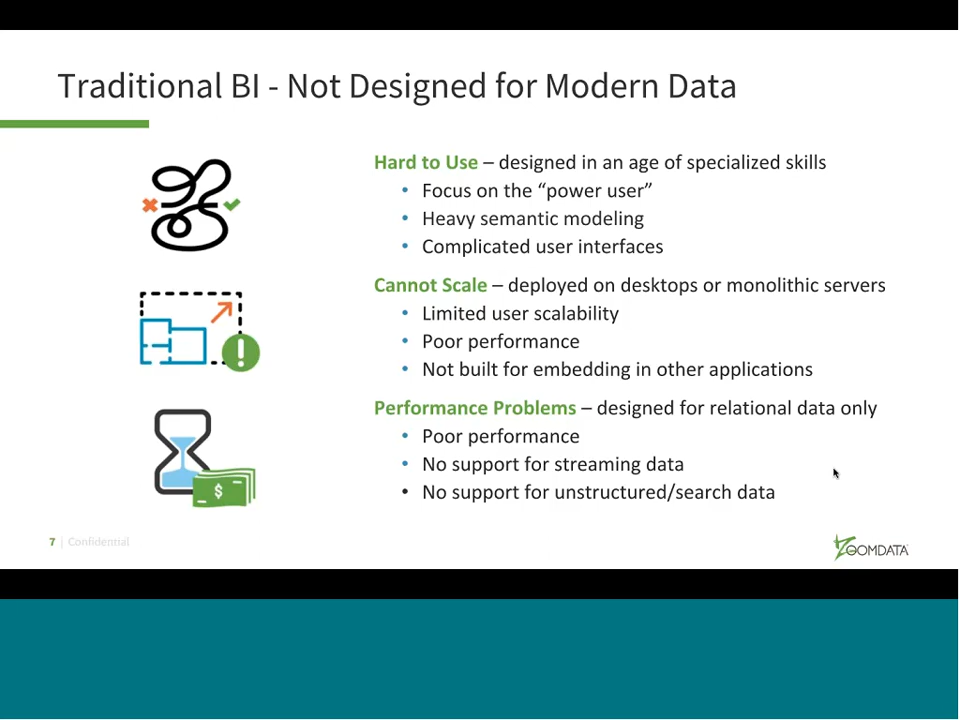 Traditional BI - Not Designed for Modern Data
Hard to Use – designed in an age of specialized skills
• Focus on the “power user”
• Heavy semantic modeling
• Complicated user interfaces
Cannot Scale – deployed on desktops or monolithic servers
• Limited user scalability
• Poor performance
• Not built for embedding in other applications
Performance Problems – designed for relational data only
• Poor performance
• No support for streaming data
• No support for unstructured/search data
$
7 | Confidential
ZOOMDATA